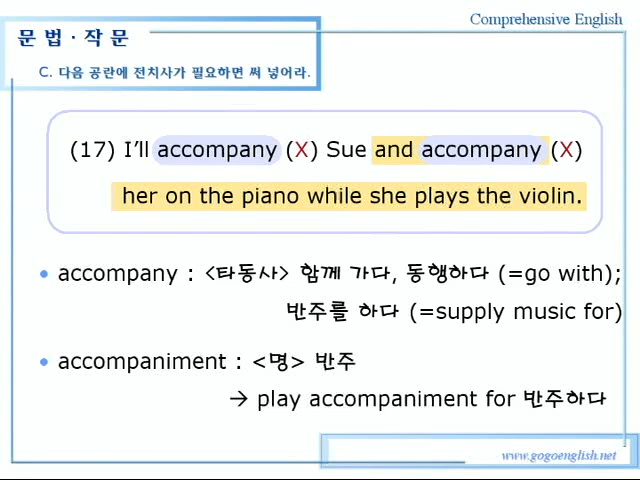 Comprehensive English
문 법 · 작 문
C. 다음 공란에 전치사가 필요하면 써 넣어라.
(17) I'll accompany (X) Sue and accompany (X)
her on the piano while she plays the violin.
• accompany : <타동사> 함께 가다, 동행하다 (=go with);
반주를 하다 (=supply music for)
• accompaniment : <명> 반주
→ play accompaniment for 반주하다
www.gogoenglish.net